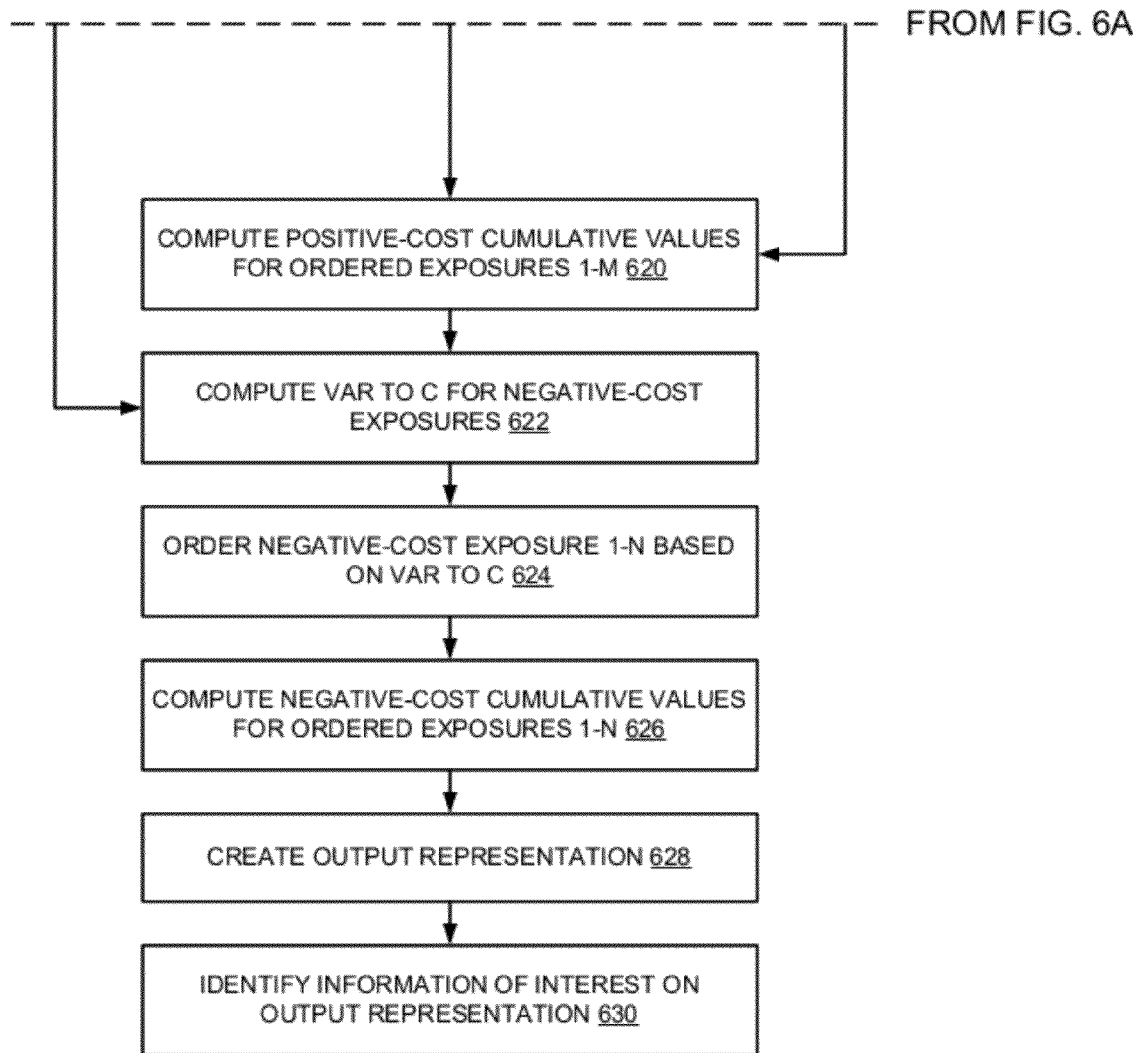 FROM FIG. 6A
COMPUTE POSITIVE-COST CUMULATIVE VALUES
FOR ORDERED EXPOSURES 1-M 620
COMPUTE VAR TO C FOR NEGATIVE-COST
EXPOSURES 622
ORDER NEGATIVE-COST EXPOSURE 1-N BASED
ON VAR TO C 624
COMPUTE NEGATIVE-COST CUMULATIVE VALUES
FOR ORDERED EXPOSURES 1-N 626
CREATE OUTPUT REPRESENTATION 628
IDENTIFY INFORMATION OF INTEREST ON
OUTPUT REPRESENTATION 630